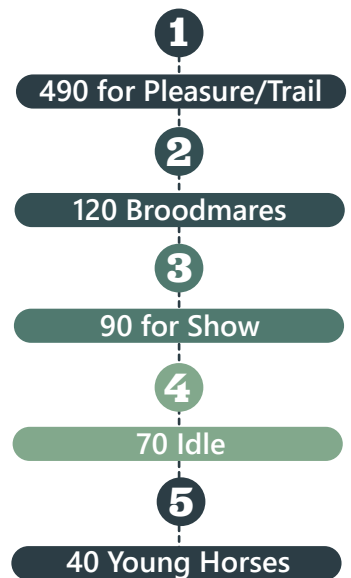 1
490 for Pleasure/Trail
2
120 Broodmares
3
90 for Show
4
70 Idle
5
40 Young Horses